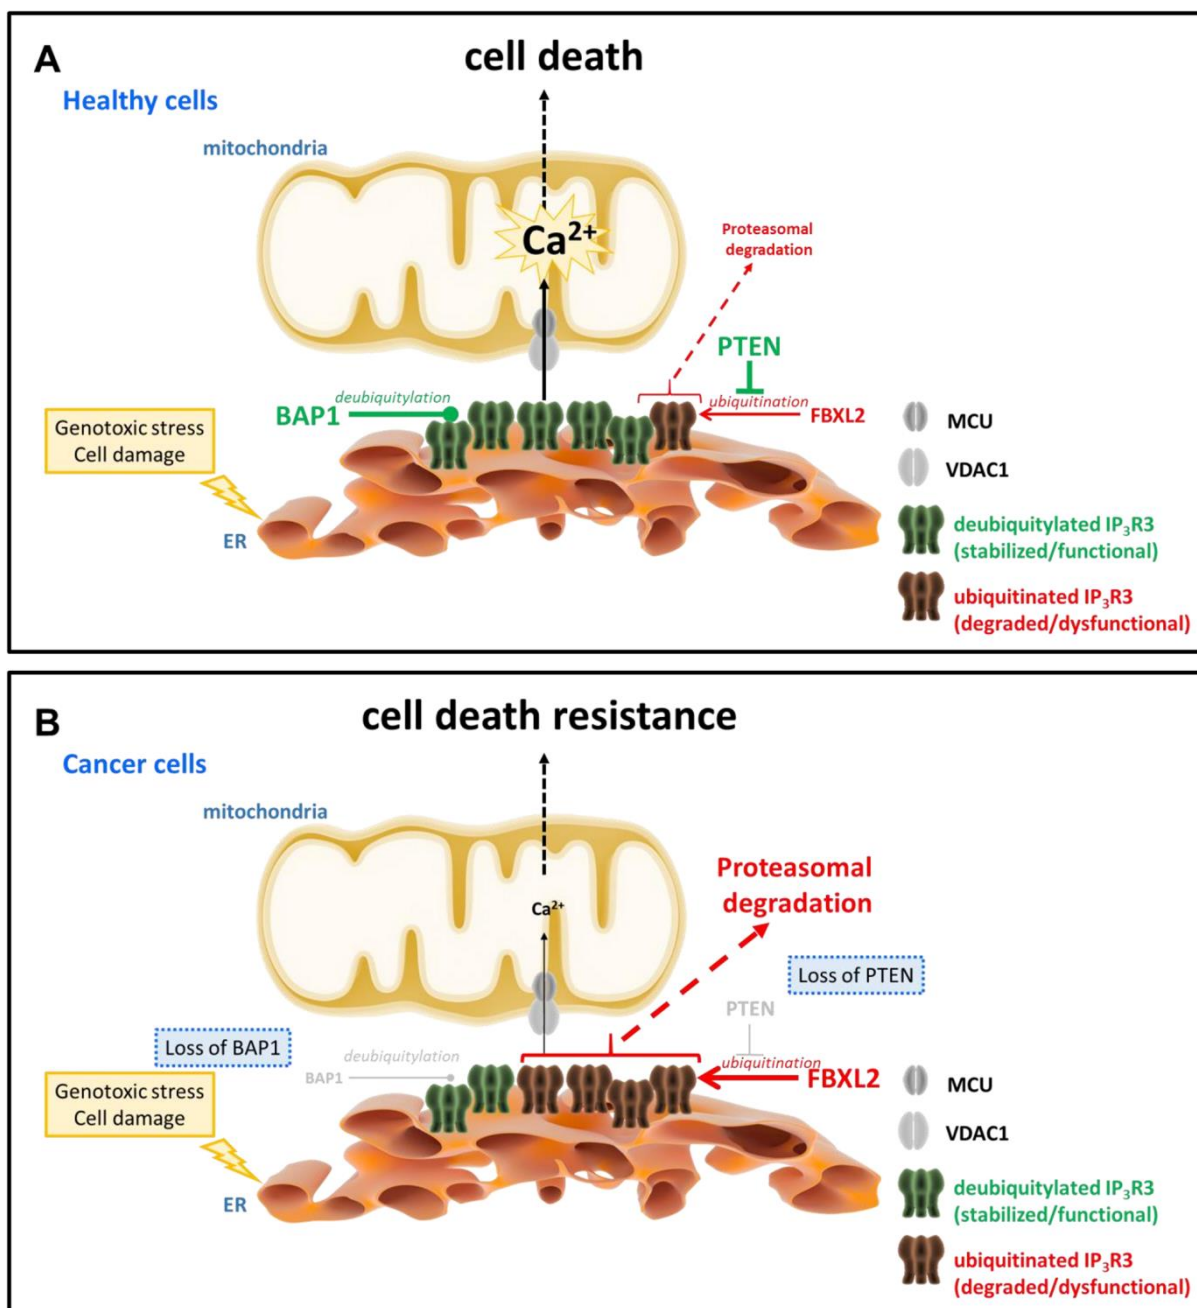 A
cell death
Healthy cells
mitochondria
Ca²⁺
Proteasomal
degradation
PTEN
deubiquitylation
ubiquitination
BAP1
FBXL2
Genotoxic stress
Cell damage
ER
MCU
VDAC1
deubiquitylated IP₃R3
(stabilized/functional)
ubiquitinated IP₃R3
(degraded/dysfunctional)
B
cell death resistance
Cancer cells
mitochondria
Proteasomal
degradation
Ca²⁺
Loss of PTEN
PTEN
Loss of BAP1
deubiquitylation
ubiquitination
BAP1
FBXL2
Genotoxic stress
Cell damage
ER
MCU
VDAC1
deubiquitylated IP₃R3
(stabilized/functional)
ubiquitinated IP₃R3
(degraded/dysfunctional)